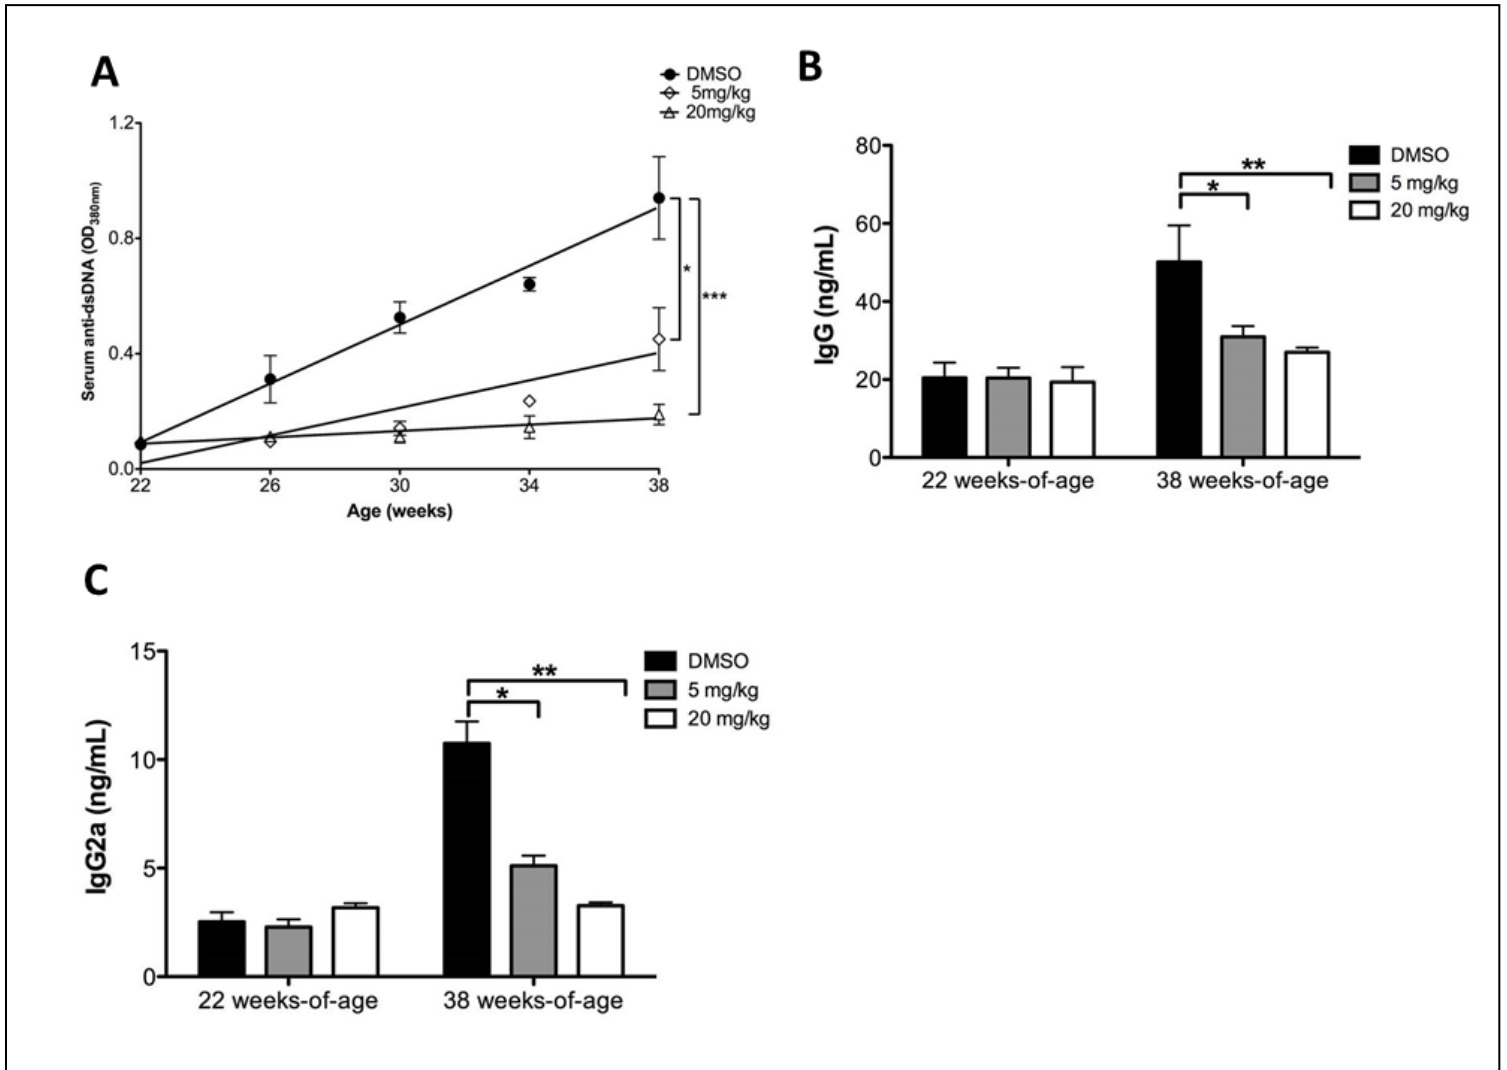 A
DMSO
5mg/kg
20mg/kg
1.2
0.8
0.4
0.0
Serum anti-dsDNA (OD380nm)
*
***
22 26 30 34 38
Age (weeks)
B
DMSO
5 mg/kg
20 mg/kg
**
*
80
60
40
20
0
IgG (ng/mL)
22 weeks-of-age 38 weeks-of-age
C
DMSO
5 mg/kg
20 mg/kg
**
*
15
10
5
0
IgG2a (ng/mL)
22 weeks-of-age 38 weeks-of-age